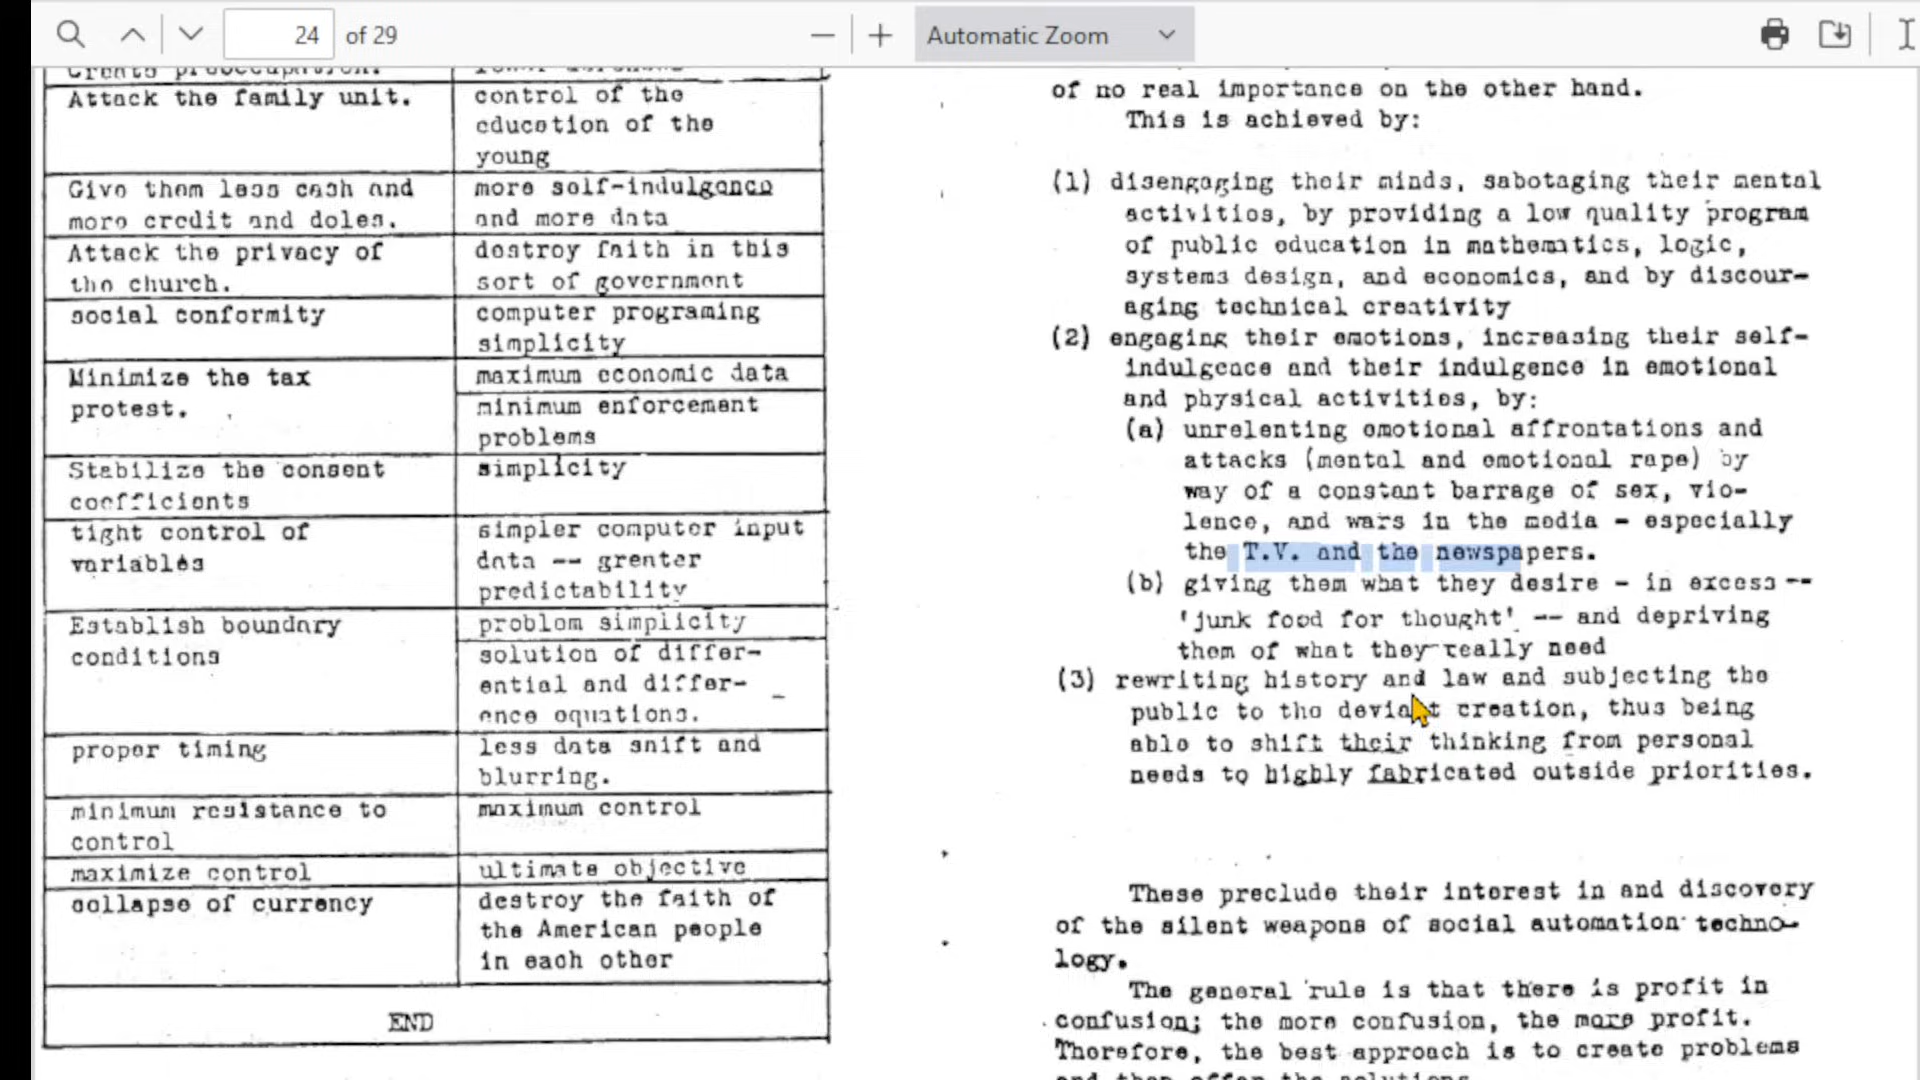 24 of 29
Automatic Zoom
Attack the family unit.
control of the
education of the
young
Give them less cash and
more credit and doles.
more self-indulgence
and more data
Attack the privacy of
the church.
destroy faith in this
sort of government
social conformity
computer programing
simplicity
Minimize the tax
protest.
maximum economic data
minimum enforcement
problems
Stabilize the consent
coefficients
simplicity
tight control of
variables
simpler computer input
data -- greater
predictability
Establish boundary
conditions
problem simplicity
solution of differ-
ential and differ-
ence equations.
proper timing
less data shift and
blurring.
minimum resistance to
control
maximum control
maximize control
ultimate objective
collapse of currency
destroy the faith of
the American people
in each other
END
of no real importance on the other hand.
This is achieved by:
(1) disengaging their minds, sabotaging their mental
activities, by providing a low quality program
of public education in mathematics, logic,
systems design, and economics, and by discour-
aging technical creativity
(2) engaging their emotions, increasing their self-
indulgence and their indulgence in emotional
and physical activities, by:
(a) unrelenting emotional affrontations and
attacks (mental and emotional rape) by
way of a constant barrage of sex, vio-
lence, and wars in the media - especially
the T.V. and the newspapers.
(b) giving them what they desire - in excess --
'junk food for thought' -- and depriving
them of what they really need
(3) rewriting history and law and subjecting the
public to the deviant creation, thus being
able to shift their thinking from personal
needs to highly fabricated outside priorities.
These preclude their interest in and discovery
of the silent weapons of social automation techno-
logy.
The general rule is that there is profit in
confusion; the more confusion, the more profit.
Therefore, the best approach is to create problems
and then offer the solutions.